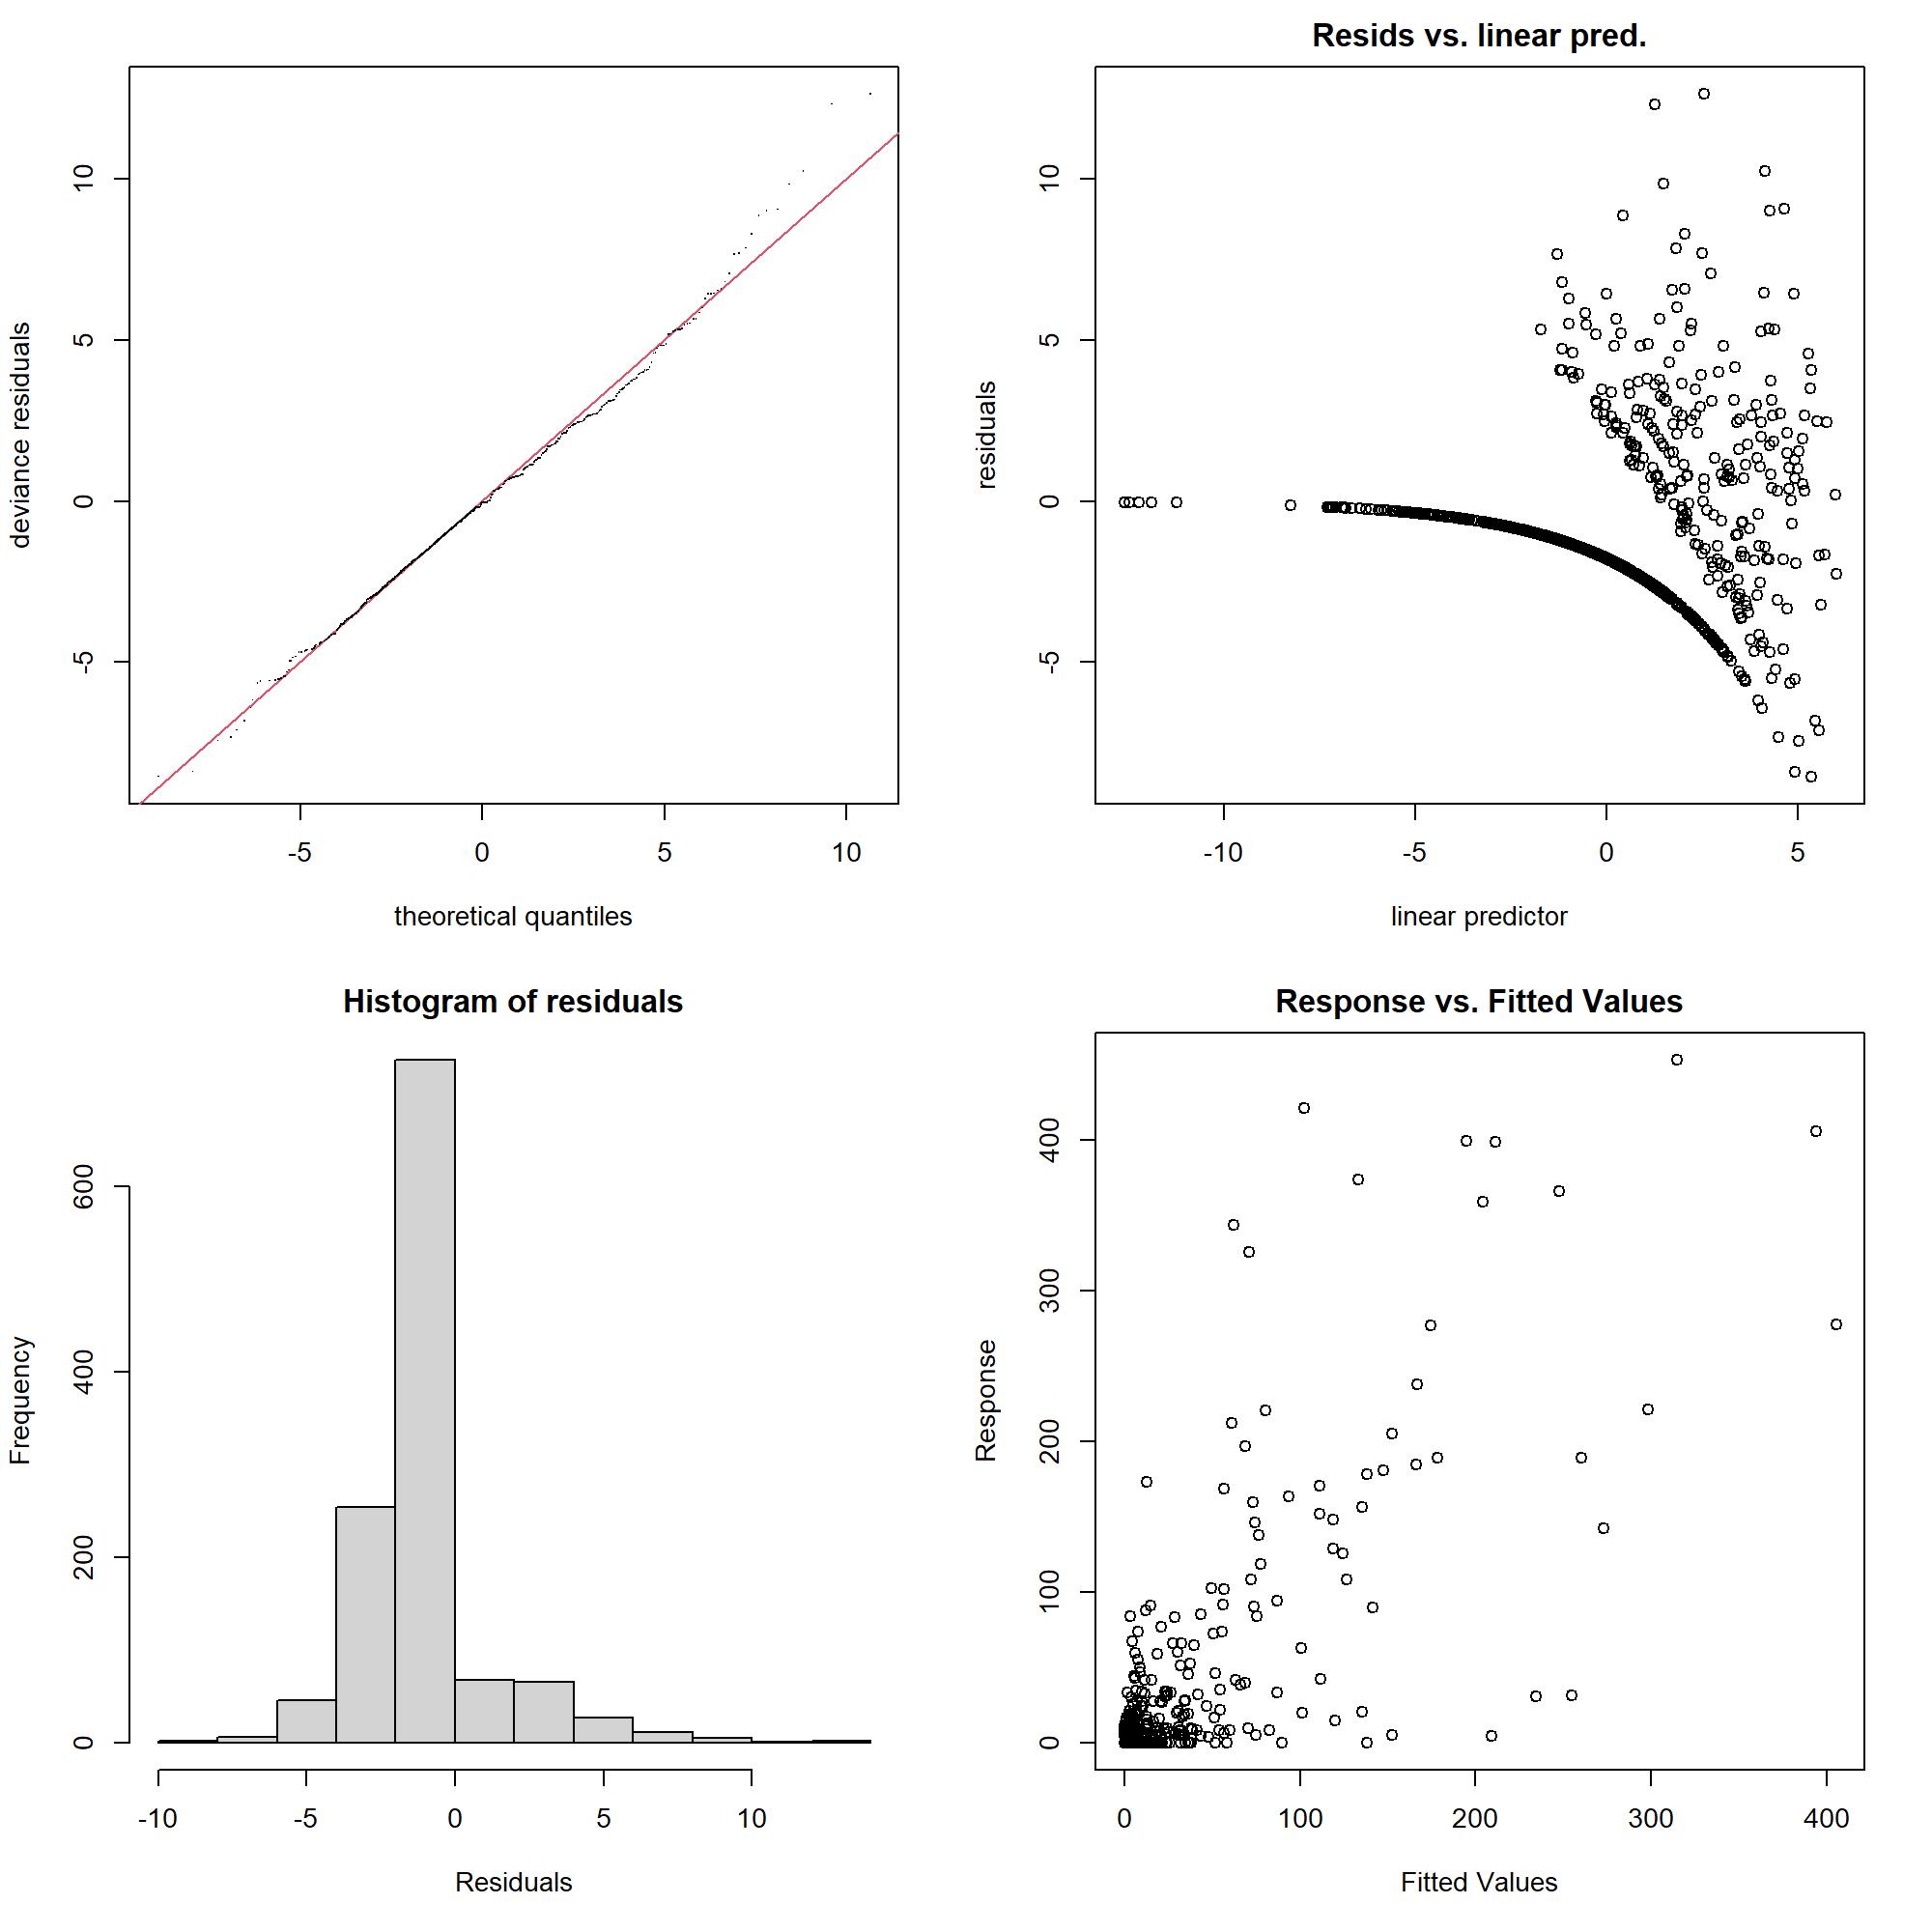 deviance residuals
10
5
0
-5
-5 0 5 10
theoretical quantiles
Resids vs. linear pred.
residuals
10
5
0
-5
-10 -5 0 5
linear predictor
Histogram of residuals
Frequency
600
400
200
0
-10 -5 0 5 10
Residuals
Response vs. Fitted Values
Response
400
300
200
100
0
0 100 200 300 400
Fitted Values